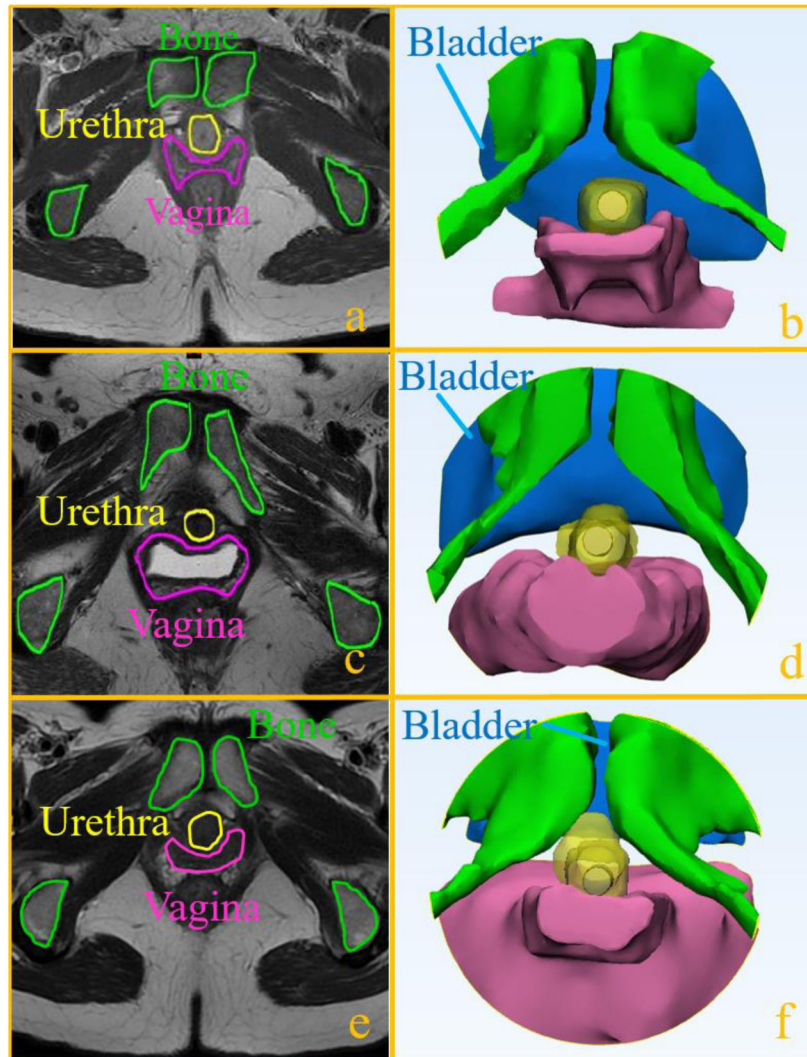 Bone
Urethra
Vagina
a
Bladder
b
Bone
Urethra
Vagina
c
Bladder
d
Bone
Urethra
Vagina
e
Bladder
f